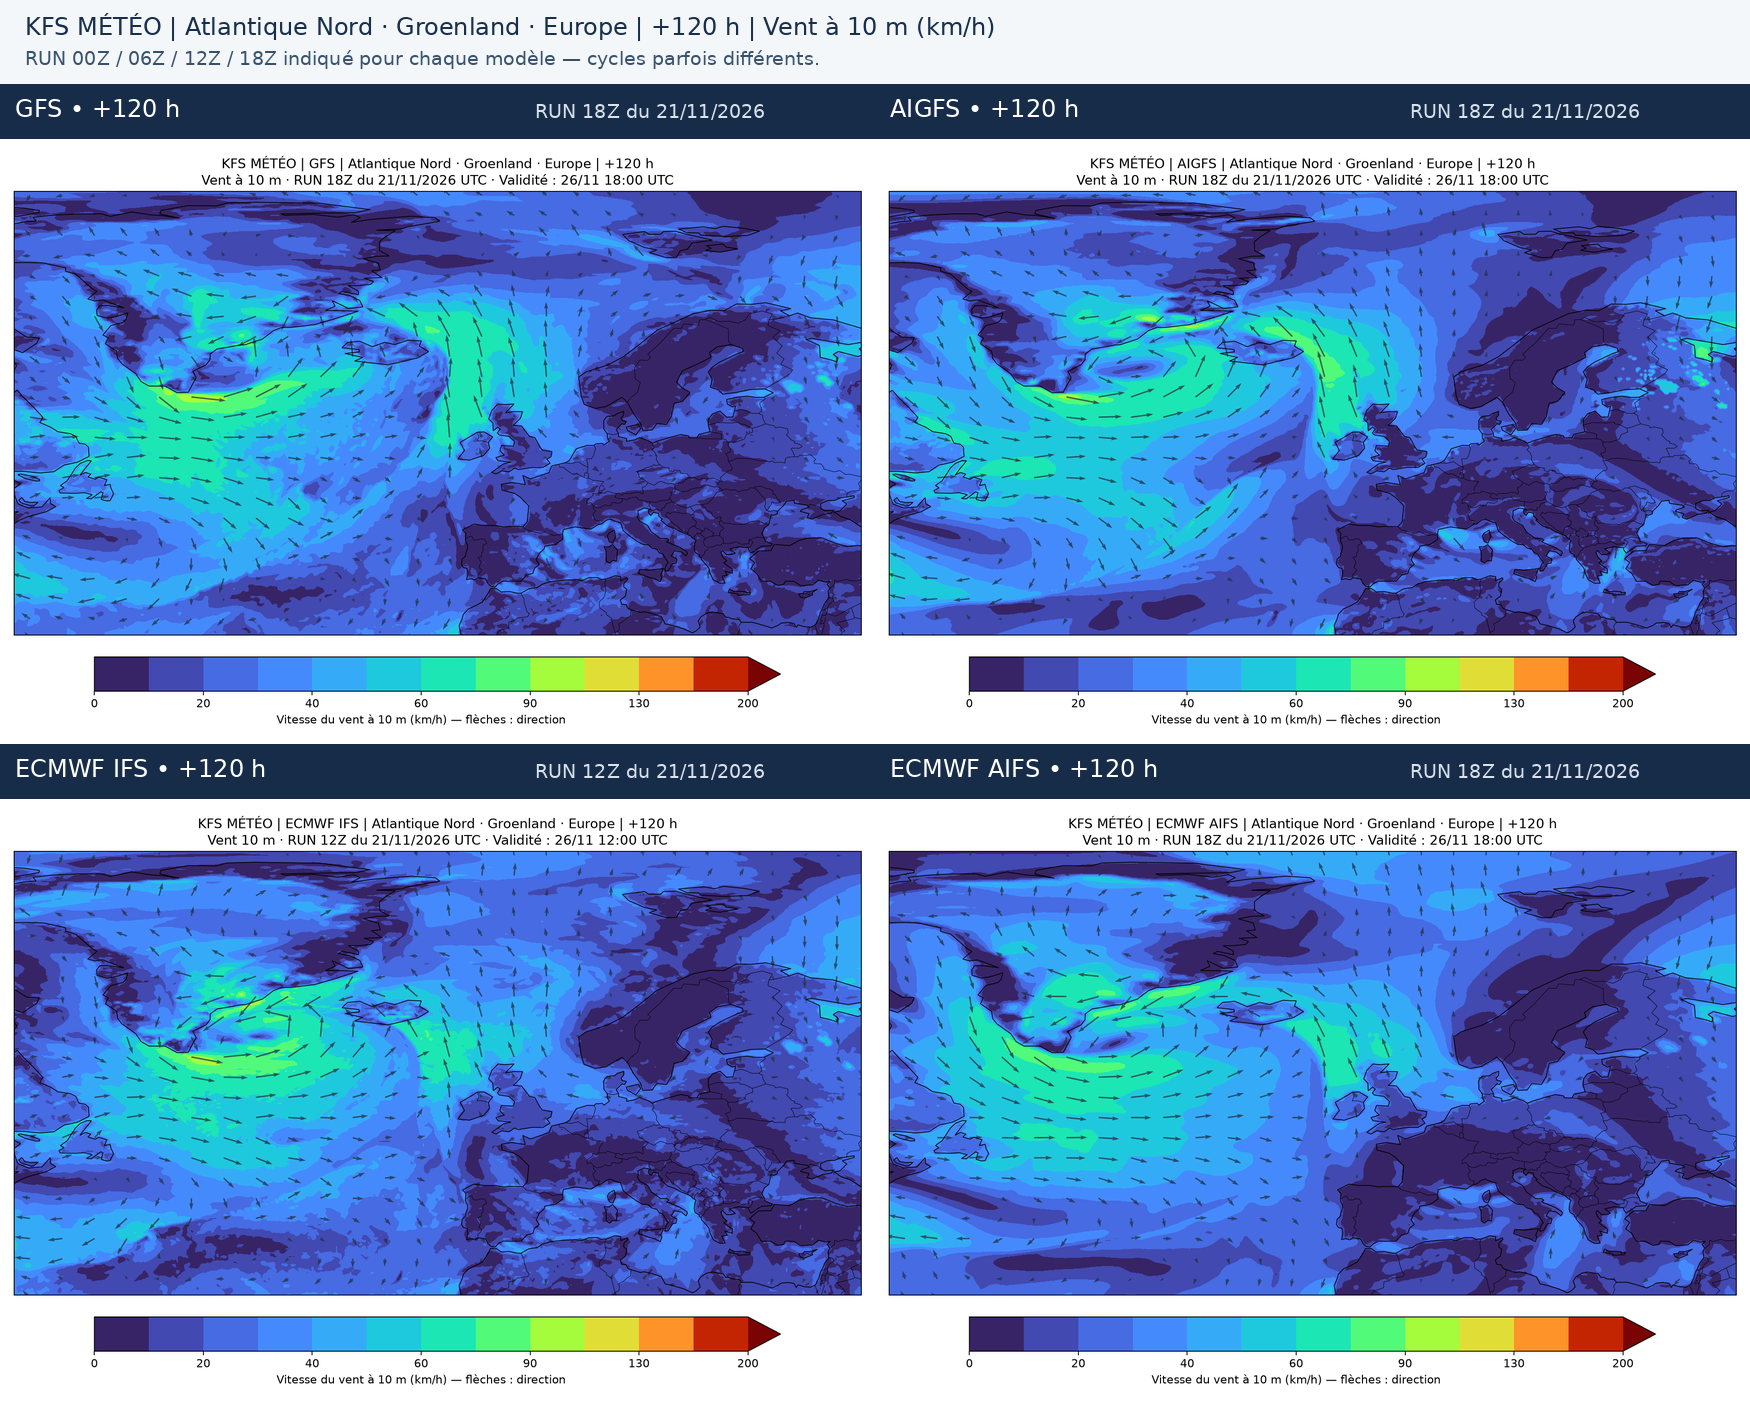 KFS MÉTÉO | Atlantique Nord · Groenland · Europe | +120 h | Vent à 10 m (km/h)
RUN 00Z / 06Z / 12Z / 18Z indiqué pour chaque modèle — cycles parfois différents.
GFS • +120 h RUN 18Z du 21/11/2026
KFS MÉTÉO | GFS | Atlantique Nord · Groenland · Europe | +120 h
Vent à 10 m · RUN 18Z du 21/11/2026 UTC · Validité : 26/11 18:00 UTC
0 20 40 60 90 130 200
Vitesse du vent à 10 m (km/h) — flèches : direction
AIGFS • +120 h RUN 18Z du 21/11/2026
KFS MÉTÉO | AIGFS | Atlantique Nord · Groenland · Europe | +120 h
Vent à 10 m · RUN 18Z du 21/11/2026 UTC · Validité : 26/11 18:00 UTC
0 20 40 60 90 130 200
Vitesse du vent à 10 m (km/h) — flèches : direction
ECMWF IFS • +120 h RUN 12Z du 21/11/2026
KFS MÉTÉO | ECMWF IFS | Atlantique Nord · Groenland · Europe | +120 h
Vent 10 m · RUN 12Z du 21/11/2026 UTC · Validité : 26/11 12:00 UTC
0 20 40 60 90 130 200
Vitesse du vent à 10 m (km/h) — flèches : direction
ECMWF AIFS • +120 h RUN 18Z du 21/11/2026
KFS MÉTÉO | ECMWF AIFS | Atlantique Nord · Groenland · Europe | +120 h
Vent 10 m · RUN 18Z du 21/11/2026 UTC · Validité : 26/11 18:00 UTC
0 20 40 60 90 130 200
Vitesse du vent à 10 m (km/h) — flèches : direction